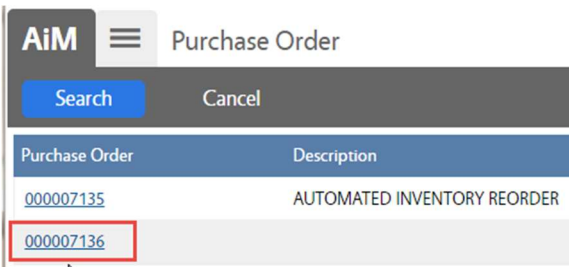 AiM Purchase Order
Search Cancel
Purchase Order Description
000007135 AUTOMATED INVENTORY REORDER
000007136